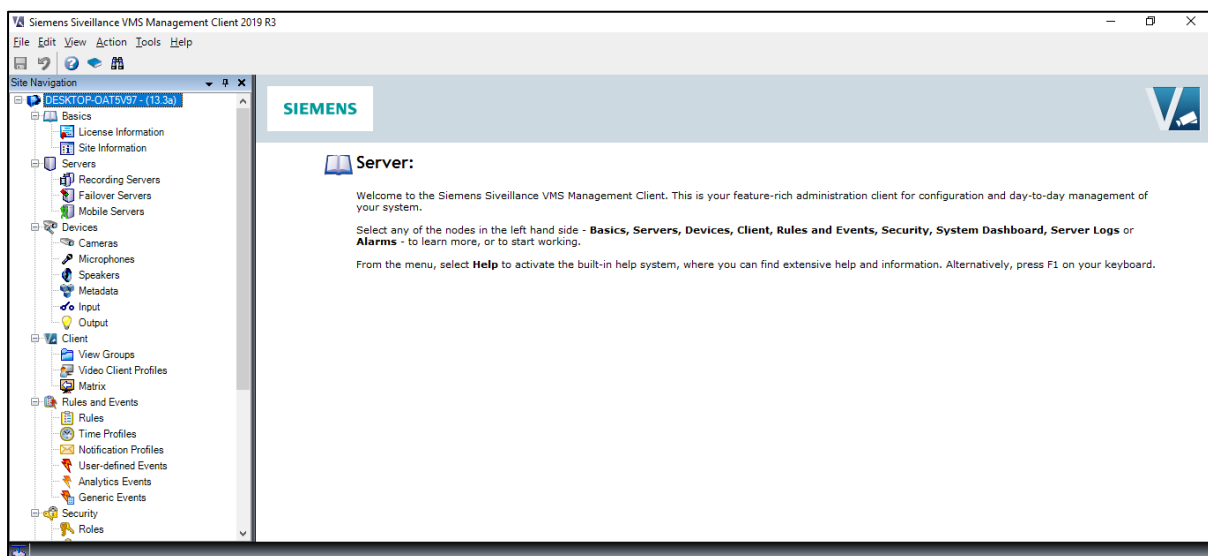 Siemens Siveillance VMS Management Client 2019 R3
File Edit View Action Tools Help
Site Navigation
DESKTOP-OAT5V97 - (13.3a)
Basics
License Information
Site Information
Servers
Recording Servers
Failover Servers
Mobile Servers
Devices
Cameras
Microphones
Speakers
Metadata
Input
Output
Client
View Groups
Video Client Profiles
Matrix
Rules and Events
Rules
Time Profiles
Notification Profiles
User-defined Events
Analytics Events
Generic Events
Security
Roles
SIEMENS
Server:
Welcome to the Siemens Siveillance VMS Management Client. This is your feature-rich administration client for configuration and day-to-day management of
your system.
Select any of the nodes in the left hand side - Basics, Servers, Devices, Client, Rules and Events, Security, System Dashboard, Server Logs or
Alarms - to learn more, or to start working.
From the menu, select Help to activate the built-in help system, where you can find extensive help and information. Alternatively, press F1 on your keyboard.